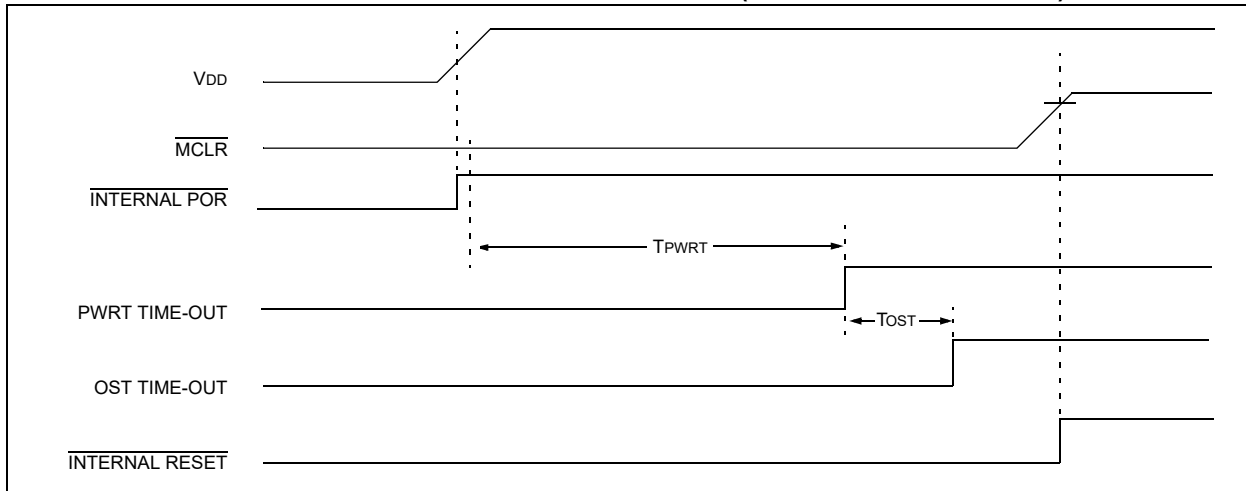 VDD
MCLR
INTERNAL POR
TPWRT
PWRT TIME-OUT
TOST
OST TIME-OUT
INTERNAL RESET